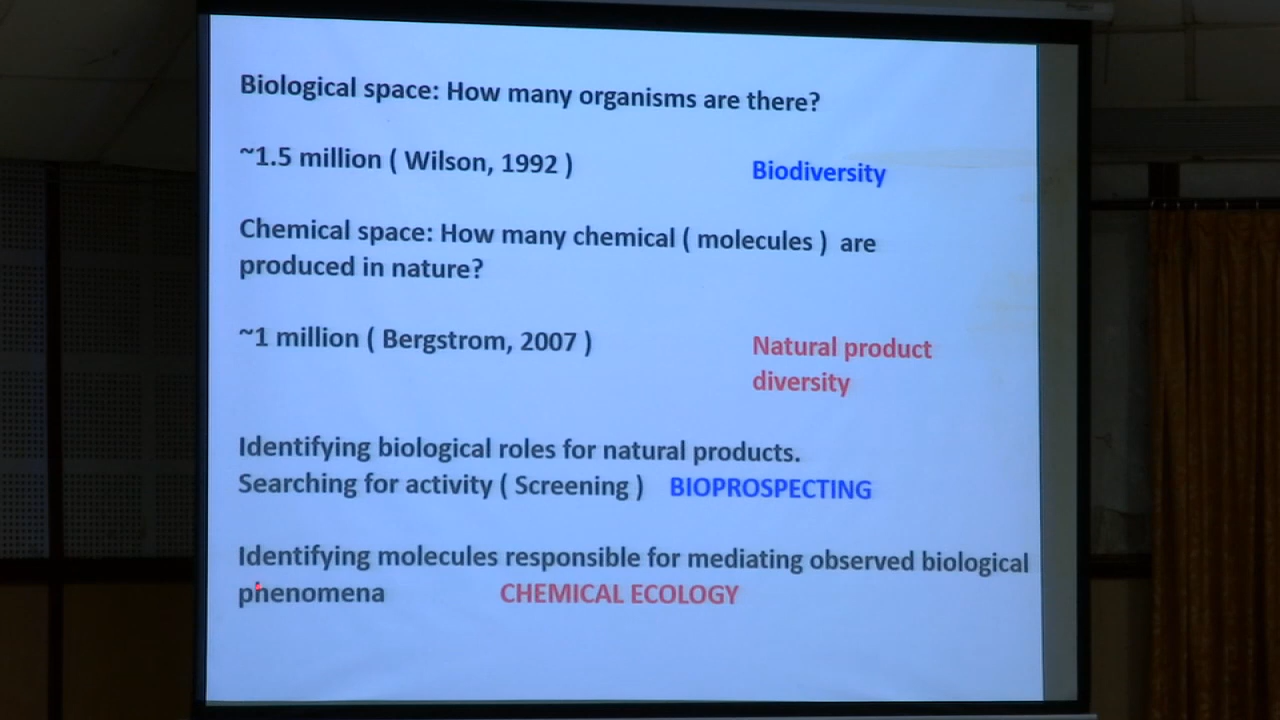 Biological space: How many organisms are there?
~1.5 million ( Wilson, 1992 ) Biodiversity
Chemical space: How many chemical ( molecules ) are
produced in nature?
~1 million ( Bergstrom, 2007 ) Natural product
diversity
Identifying biological roles for natural products.
Searching for activity ( Screening ) BIOPROSPECTING
Identifying molecules responsible for mediating observed biological
phenomena CHEMICAL ECOLOGY